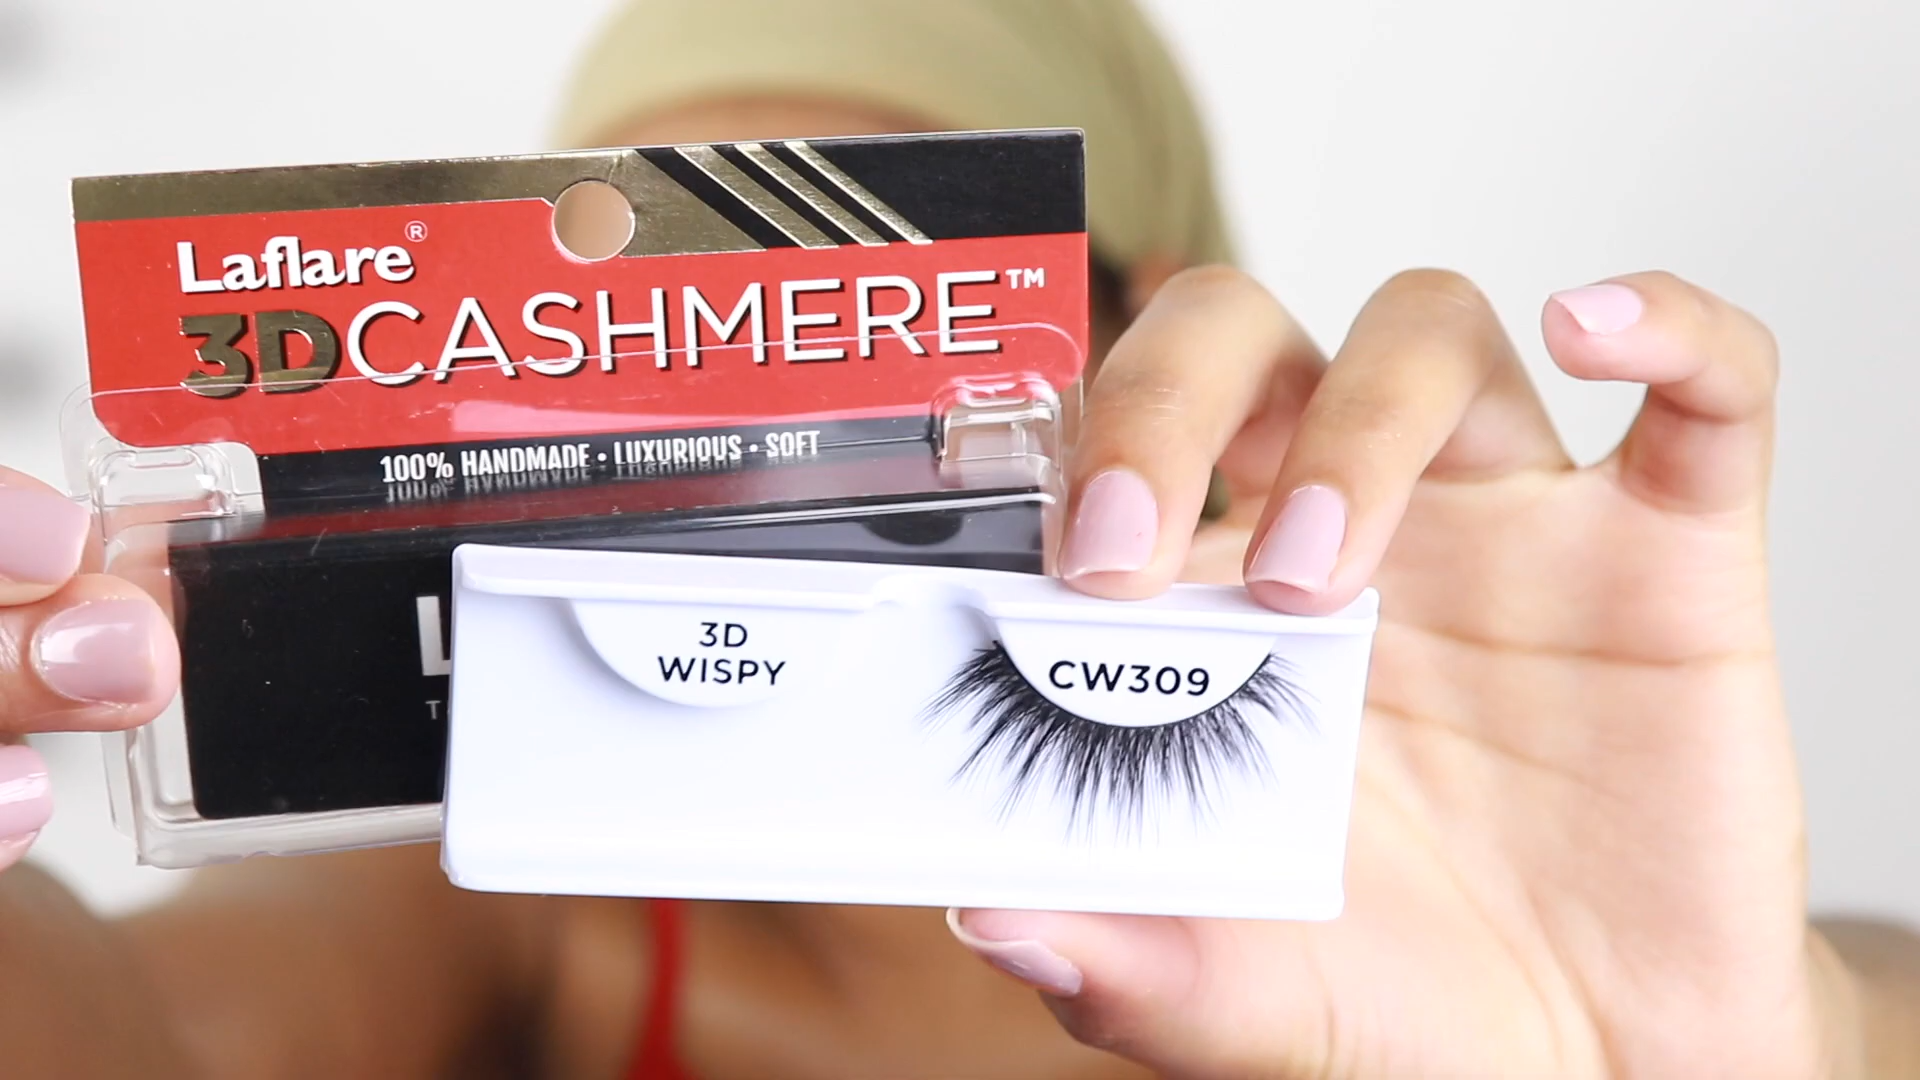 Laflare®
3DCASHMERE™
100% HANDMADE • LUXURIOUS • SOFT
3D
WISPY
CW309